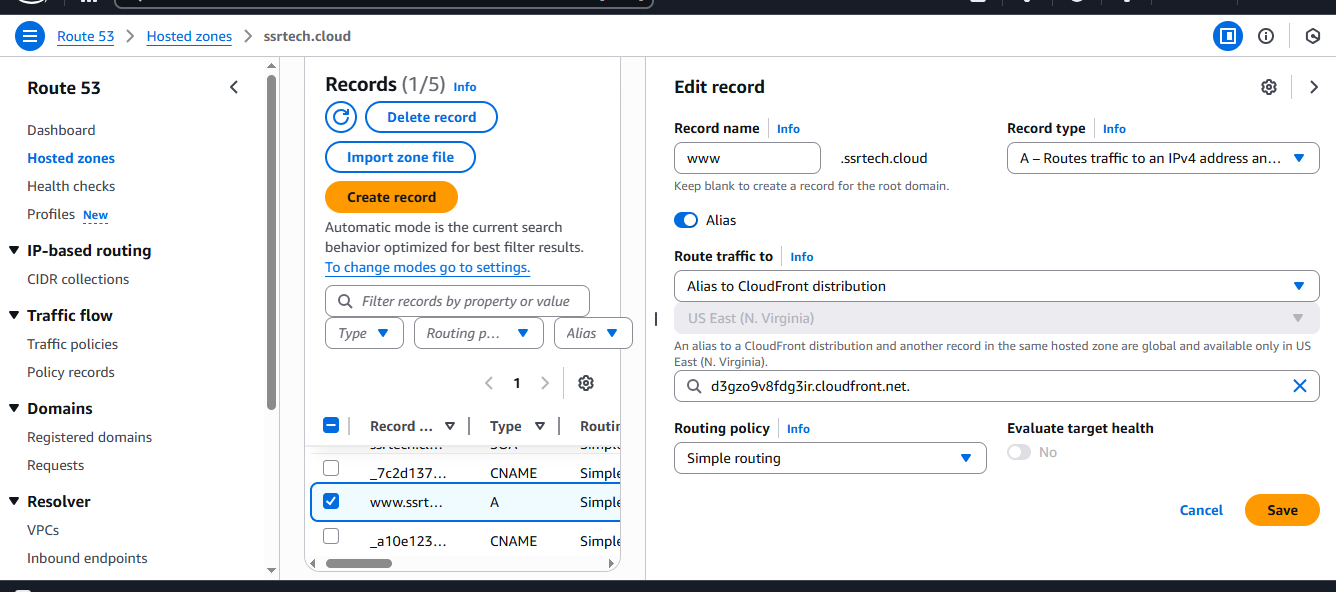 Route 53 > Hosted zones > ssrtech.cloud
Route 53
Dashboard
Hosted zones
Health checks
Profiles New
IP-based routing
CIDR collections
Traffic flow
Traffic policies
Policy records
Domains
Registered domains
Requests
Resolver
VPCs
Inbound endpoints
Records (1/5) Info
Delete record
Import zone file
Create record
Automatic mode is the current search
behavior optimized for best filter results.
To change modes go to settings.
Filter records by property or value
Type
Routing p...
Alias
1
Record ... Type Routin
_7c2d137... CNAME Simple
www.ssrt... A Simple
_a10e123... CNAME Simple
Edit record
Record name Info
www .ssrtech.cloud
Keep blank to create a record for the root domain.
Record type Info
A – Routes traffic to an IPv4 address an...
Alias
Route traffic to Info
Alias to CloudFront distribution
US East (N. Virginia)
An alias to a CloudFront distribution and another record in the same hosted zone are global and available only in US
East (N. Virginia).
d3gzo9v8fdg3ir.cloudfront.net.
Routing policy Info
Simple routing
Evaluate target health
No
Cancel
Save